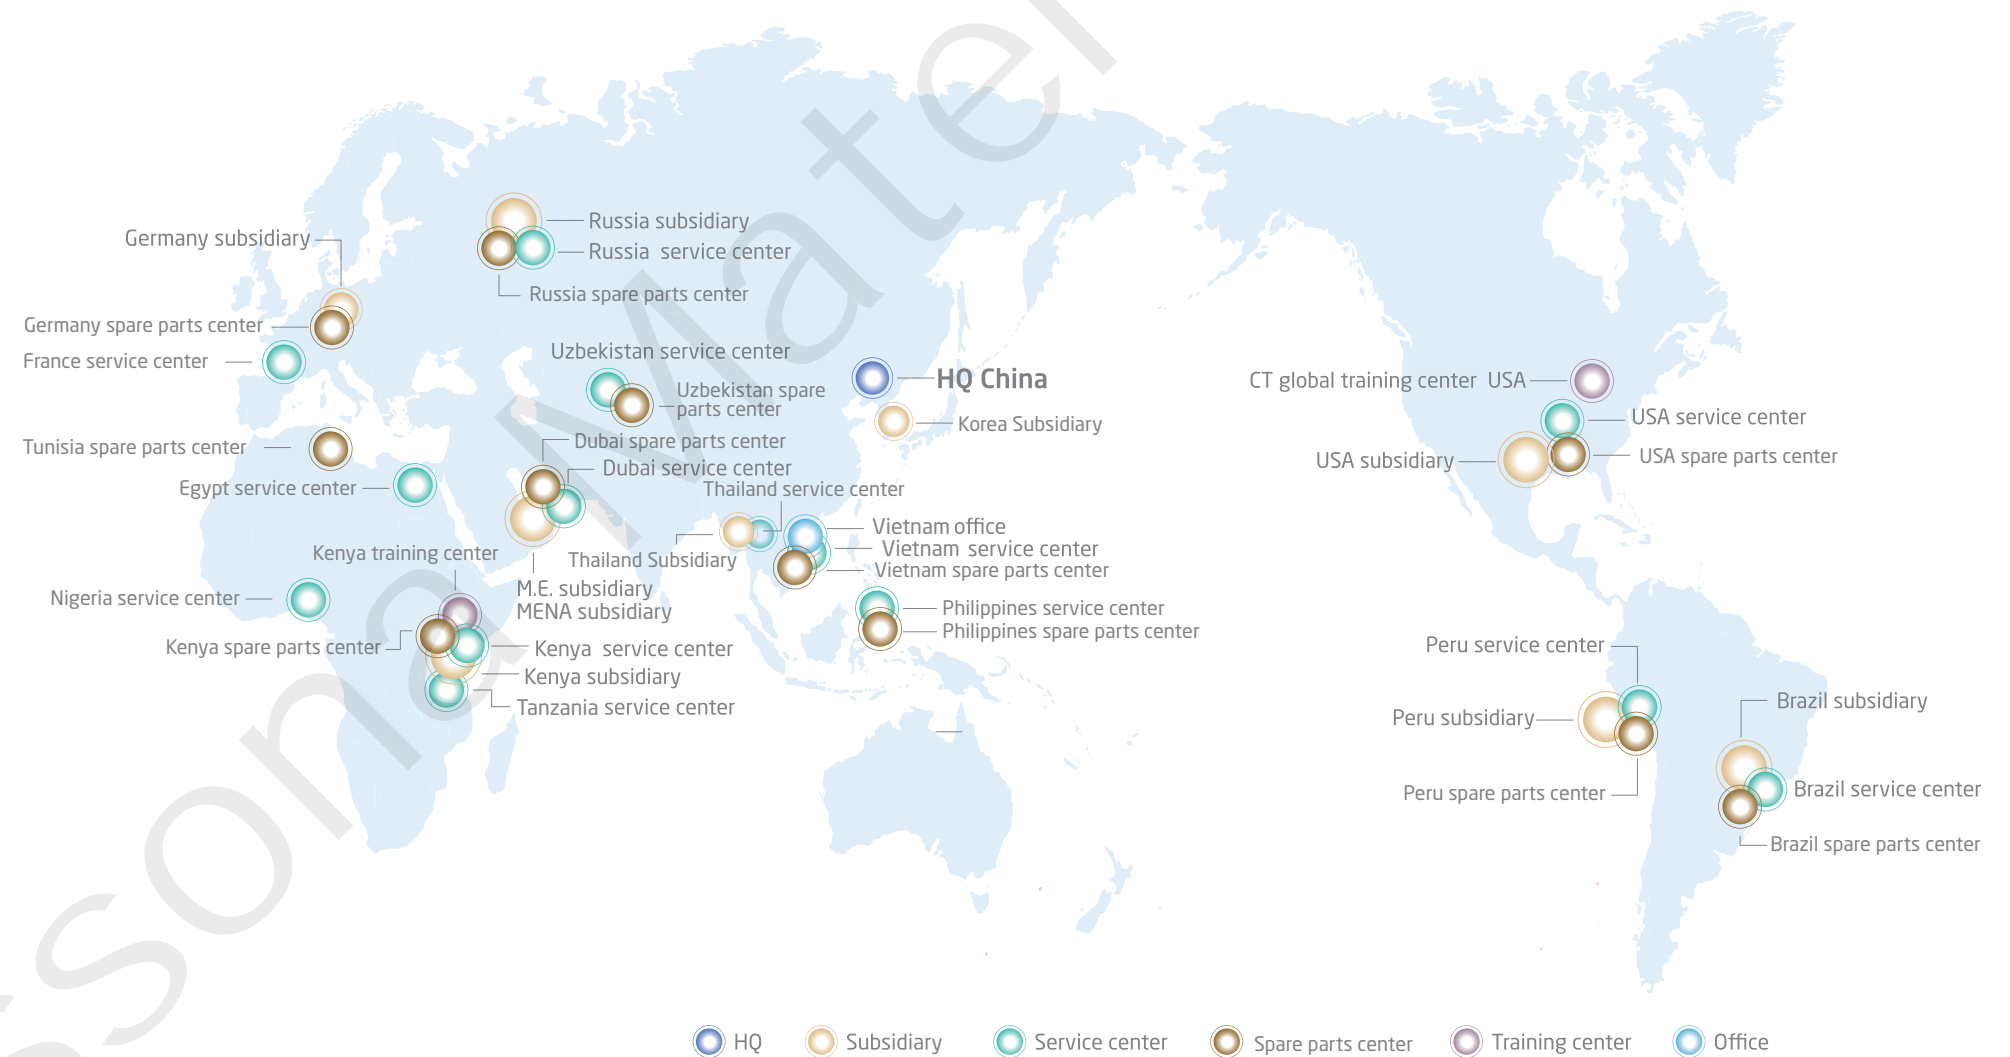 Russia subsidiary
Germany subsidiary
Russia service center
Russia spare parts center
Germany spare parts center
France service center
Uzbekistan service center
HQ China
Uzbekistan spare
parts center
CT global training center USA
Korea Subsidiary
USA service center
Tunisia spare parts center
Dubai spare parts center
USA subsidiary
USA spare parts center
Dubai service center
Egypt service center
Thailand service center
Vietnam office
Vietnam service center
Kenya training center
Thailand Subsidiary
Vietnam spare parts center
M.E. subsidiary
MENA subsidiary
Nigeria service center
Philippines service center
Philippines spare parts center
Kenya spare parts center
Kenya service center
Peru service center
Kenya subsidiary
Tanzania service center
Brazil subsidiary
Peru subsidiary
Peru spare parts center
Brazil service center
Brazil spare parts center
HQ
Subsidiary
Service center
Spare parts center
Training center
Office